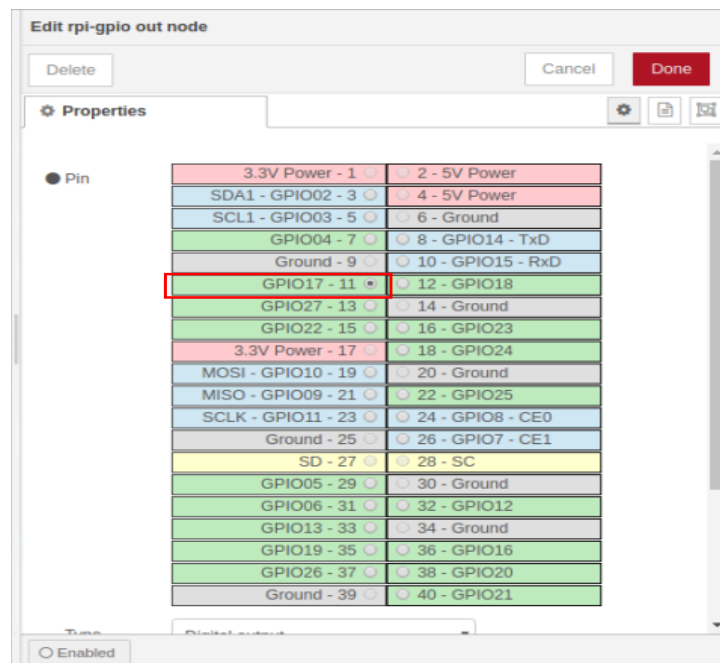 Edit rpi-gpio out node
Delete Cancel Done
Properties
Pin
3.3V Power - 1 2 - 5V Power
SDA1 - GPIO02 - 3 4 - 5V Power
SCL1 - GPIO03 - 5 6 - Ground
GPIO04 - 7 8 - GPIO14 - TxD
Ground - 9 10 - GPIO15 - RxD
GPIO17 - 11 12 - GPIO18
GPIO27 - 13 14 - Ground
GPIO22 - 15 16 - GPIO23
3.3V Power - 17 18 - GPIO24
MOSI - GPIO10 - 19 20 - Ground
MISO - GPIO09 - 21 22 - GPIO25
SCLK - GPIO11 - 23 24 - GPIO8 - CE0
Ground - 25 26 - GPIO7 - CE1
SD - 27 28 - SC
GPIO05 - 29 30 - Ground
GPIO06 - 31 32 - GPIO12
GPIO13 - 33 34 - Ground
GPIO19 - 35 36 - GPIO16
GPIO26 - 37 38 - GPIO20
Ground - 39 40 - GPIO21
Type Digital output
Enabled